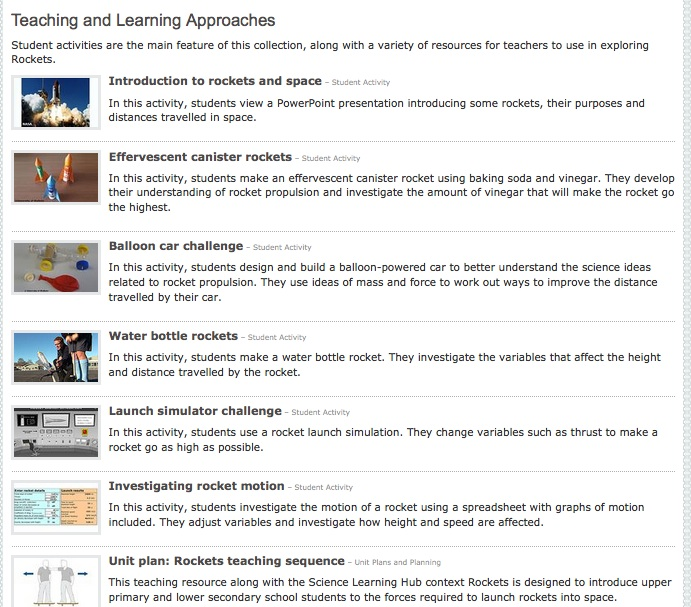 Teaching and Learning Approaches
Student activities are the main feature of this collection, along with a variety of resources for teachers to use in exploring
Rockets.
Introduction to rockets and space – Student Activity
In this activity, students view a PowerPoint presentation introducing some rockets, their purposes and
distances travelled in space.
Effervescent canister rockets – Student Activity
In this activity, students make an effervescent canister rocket using baking soda and vinegar. They develop
their understanding of rocket propulsion and investigate the amount of vinegar that will make the rocket go
the highest.
Balloon car challenge – Student Activity
In this activity, students design and build a balloon-powered car to better understand the science ideas
related to rocket propulsion. They use ideas of mass and force to work out ways to improve the distance
travelled by their car.
Water bottle rockets – Student Activity
In this activity, students make a water bottle rocket. They investigate the variables that affect the height
and distance travelled by the rocket.
Launch simulator challenge – Student Activity
In this activity, students use a rocket launch simulation. They change variables such as thrust to make a
rocket go as high as possible.
Investigating rocket motion – Student Activity
In this activity, students investigate the motion of a rocket using a spreadsheet with graphs of motion
included. They adjust variables and investigate how height and speed are affected.
Unit plan: Rockets teaching sequence – Unit Plans and Planning
This teaching resource along with the Science Learning Hub context Rockets is designed to introduce upper
primary and lower secondary school students to the forces required to launch rockets into space.